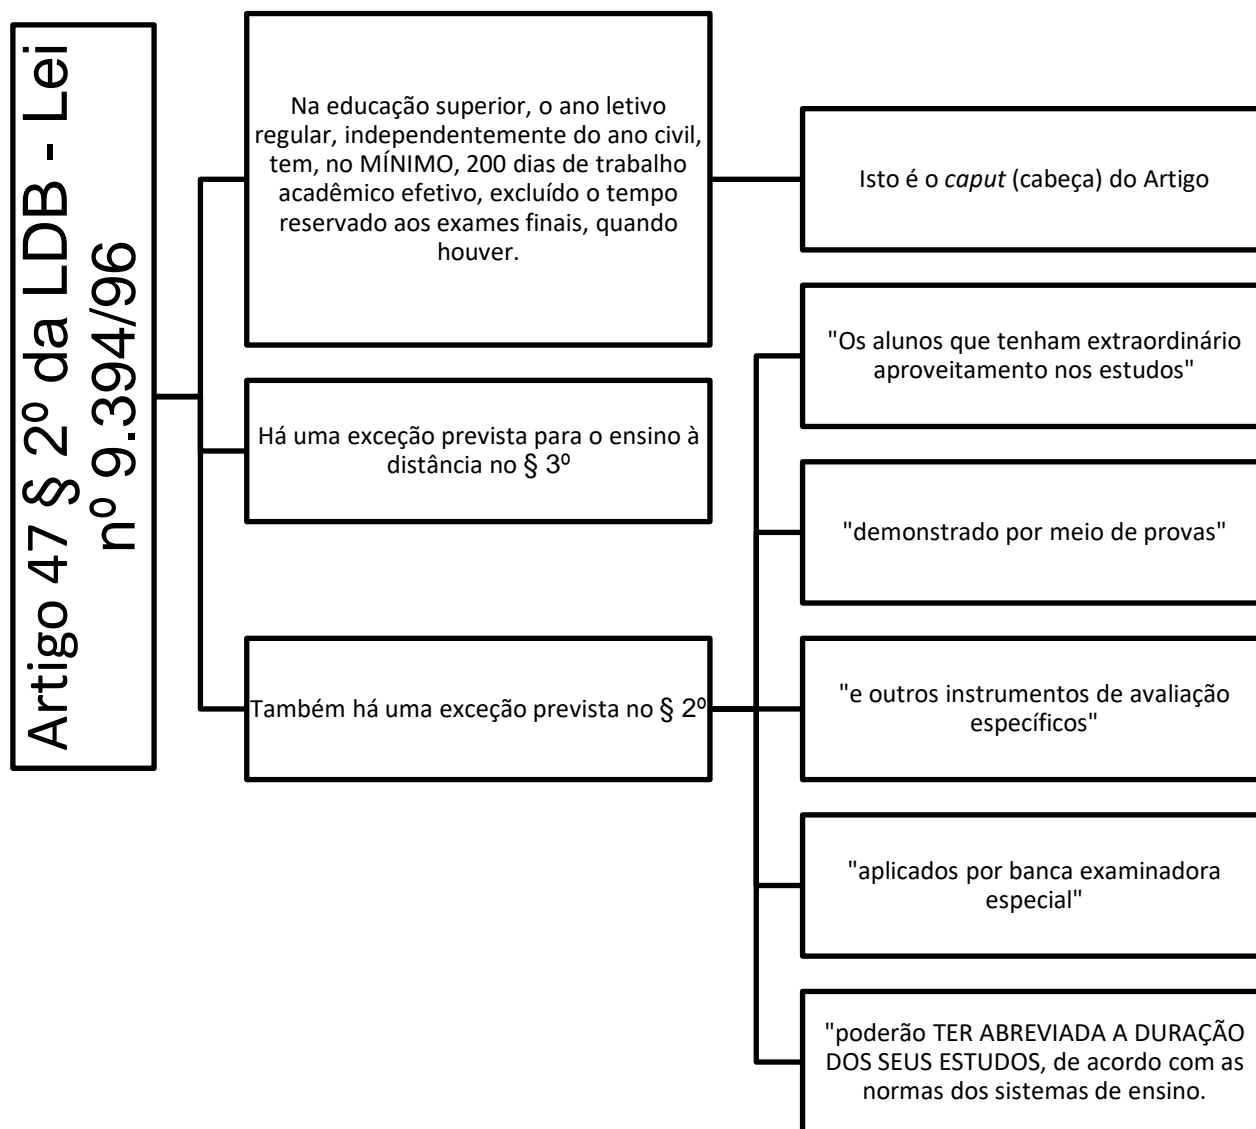 Artigo 47 § 2º da LDB - Lei
nº 9.394/96
Na educação superior, o ano letivo
regular, independentemente do ano civil,
tem, no MÍNIMO, 200 dias de trabalho
acadêmico efetivo, excluído o tempo
reservado aos exames finais, quando
houver.
Isto é o caput (cabeça) do Artigo
Há uma exceção prevista para o ensino à
distância no § 3º
Também há uma exceção prevista no § 2º
"Os alunos que tenham extraordinário
aproveitamento nos estudos"
"demonstrado por meio de provas"
"e outros instrumentos de avaliação
específicos"
"aplicados por banca examinadora
especial"
"poderão TER ABREVIADA A DURAÇÃO
DOS SEUS ESTUDOS, de acordo com as
normas dos sistemas de ensino.